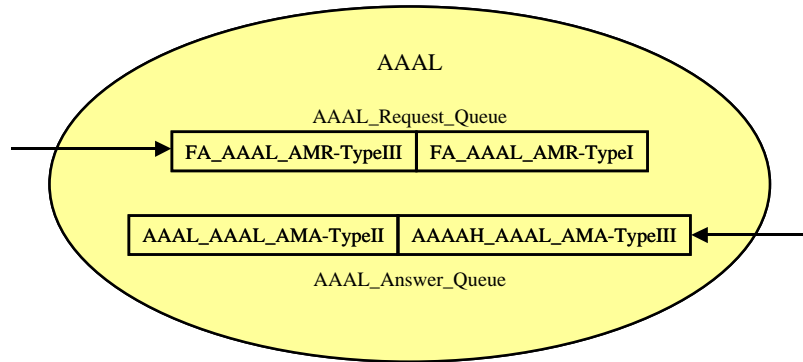 AAAL
AAAL_Request_Queue
FA_AAAL_AMR-TypeIII FA_AAAL_AMR-TypeI
AAAL_AAAL_AMA-TypeII AAAAH_AAAL_AMA-TypeIII
AAAL_Answer_Queue